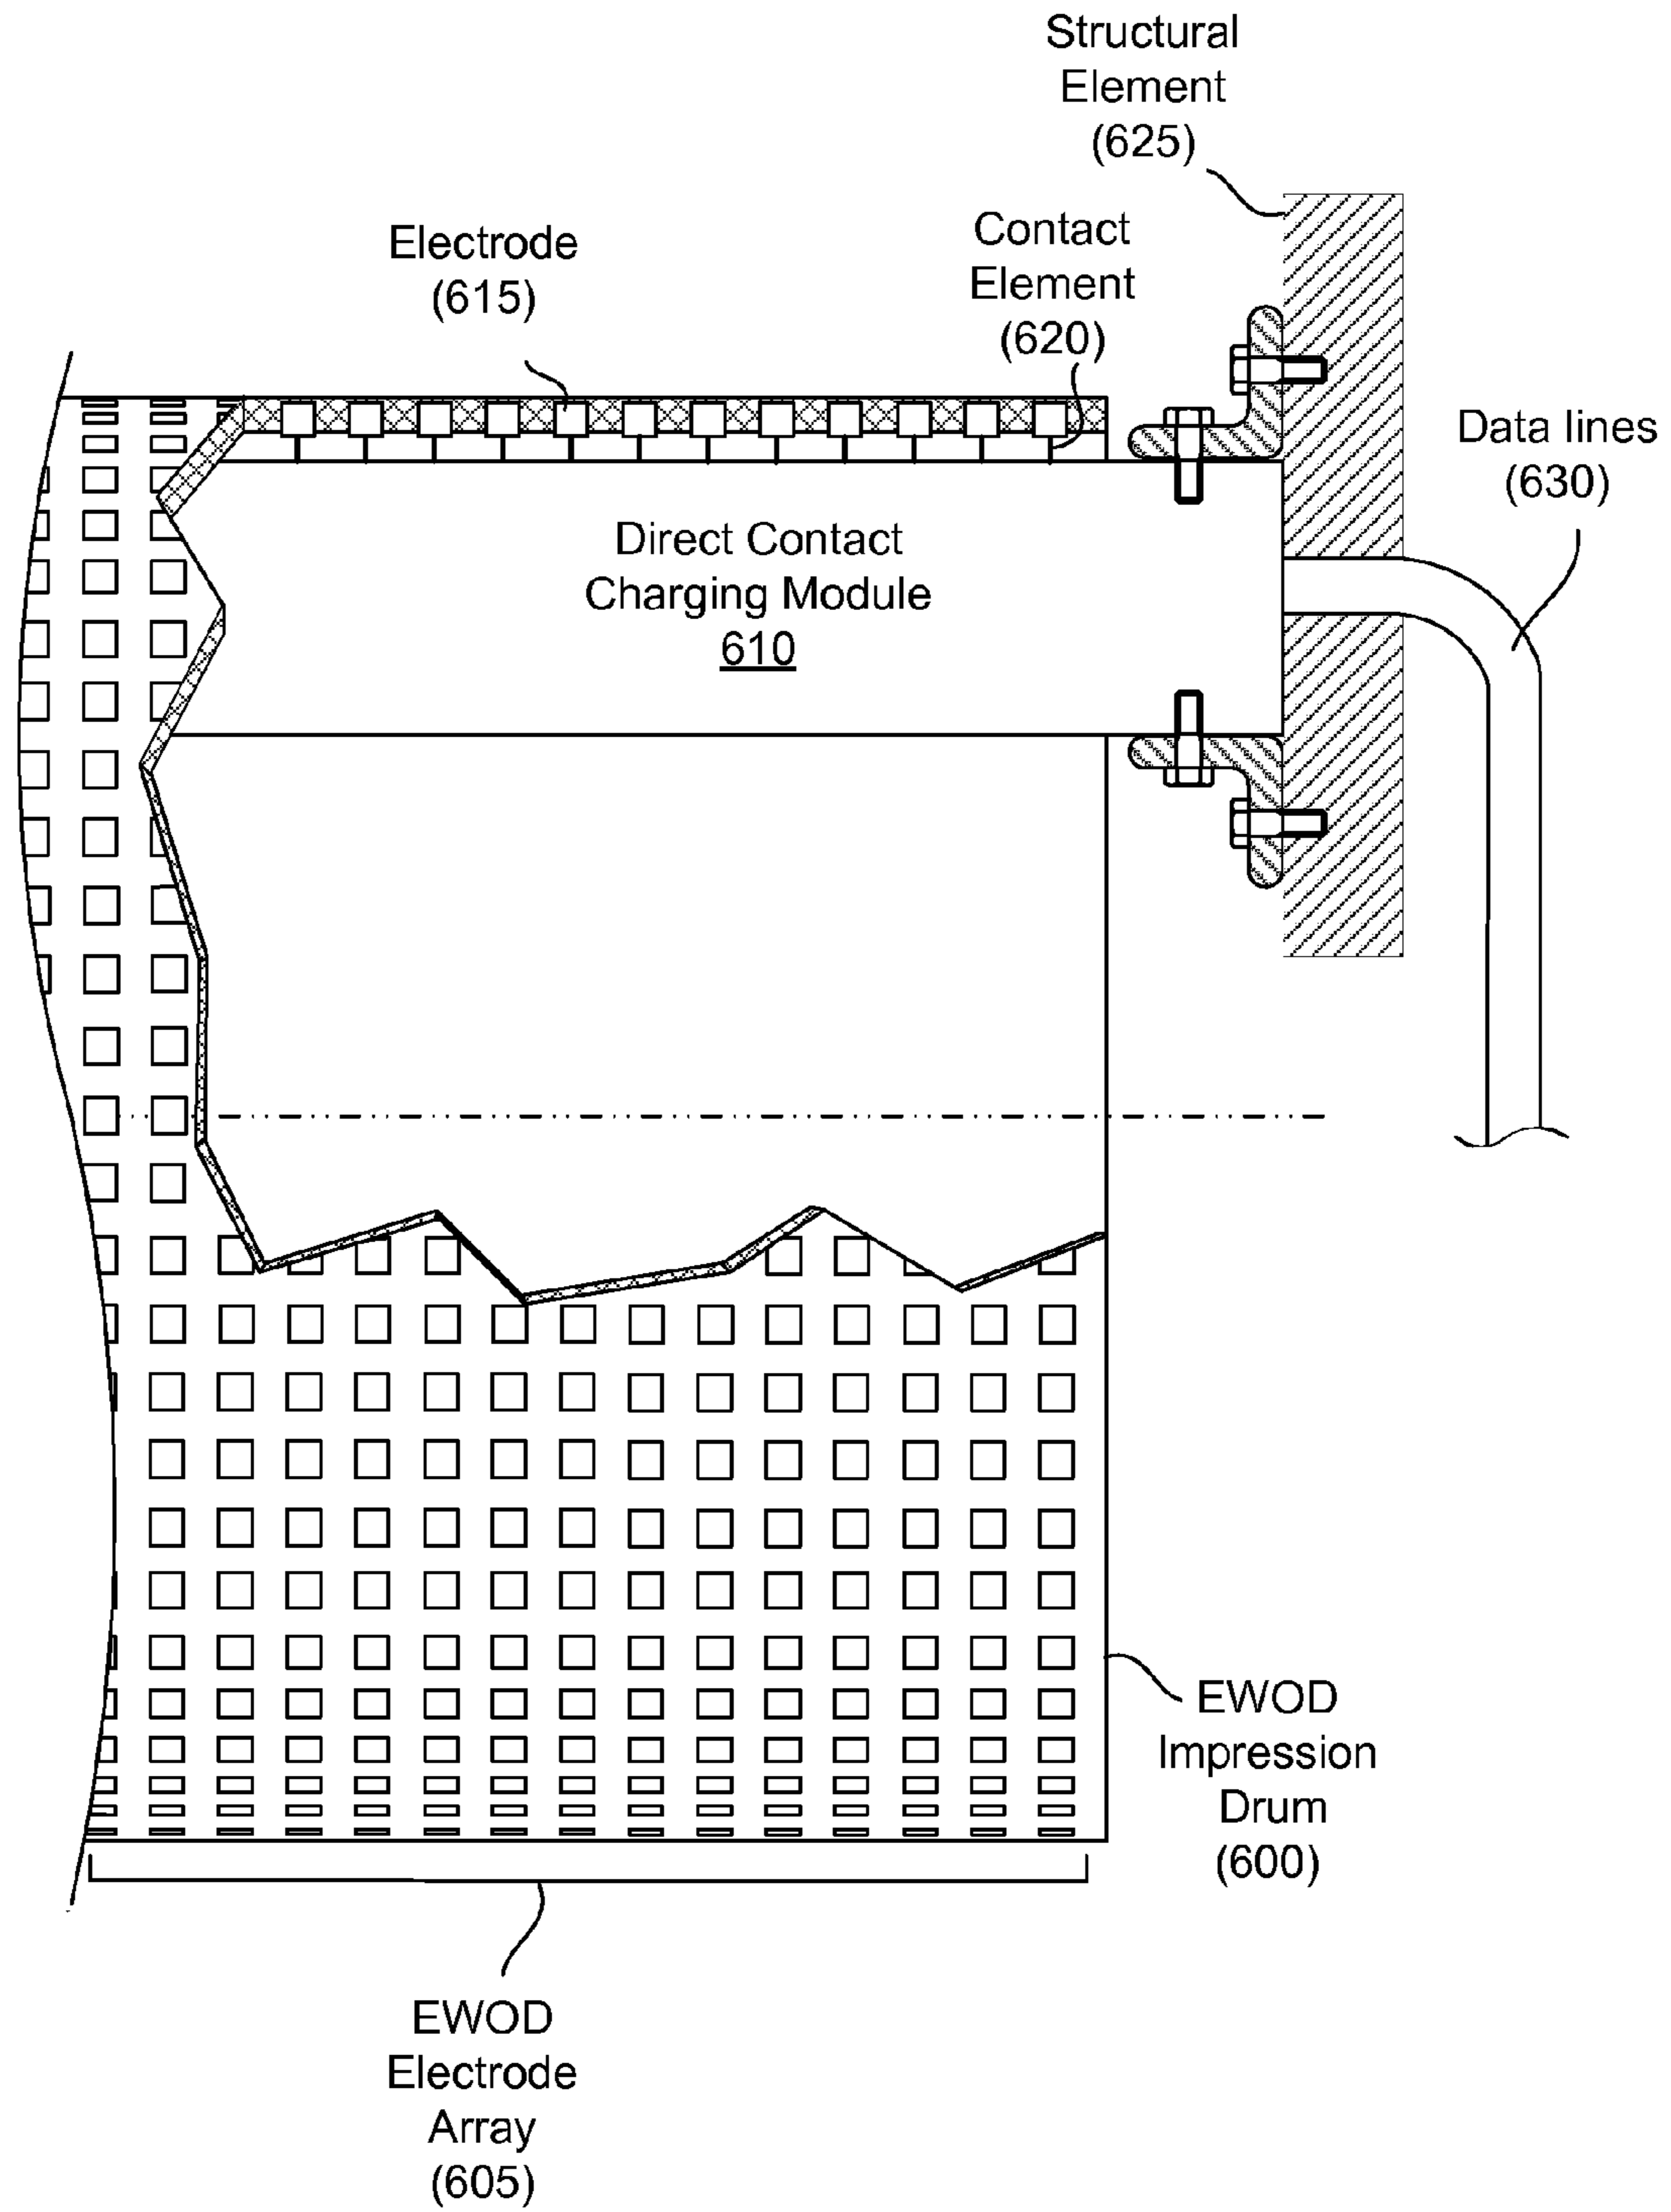 Structural
Element
(625)
Electrode
(615)
Contact
Element
(620)
Data lines
(630)
Direct Contact
Charging Module
610
EWOD
Impression
Drum
(600)
EWOD
Electrode
Array
(605)